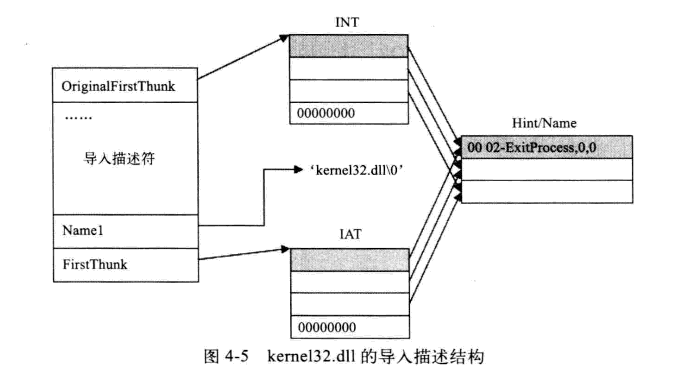 INT
OriginalFirstThunk
……
导入描述符
Name1
FirstThunk
00000000
'kernel32.dll\0'
Hint/Name
00 02-ExitProcess,0,0
IAT
00000000
图 4-5 kernel32.dll 的导入描述结构